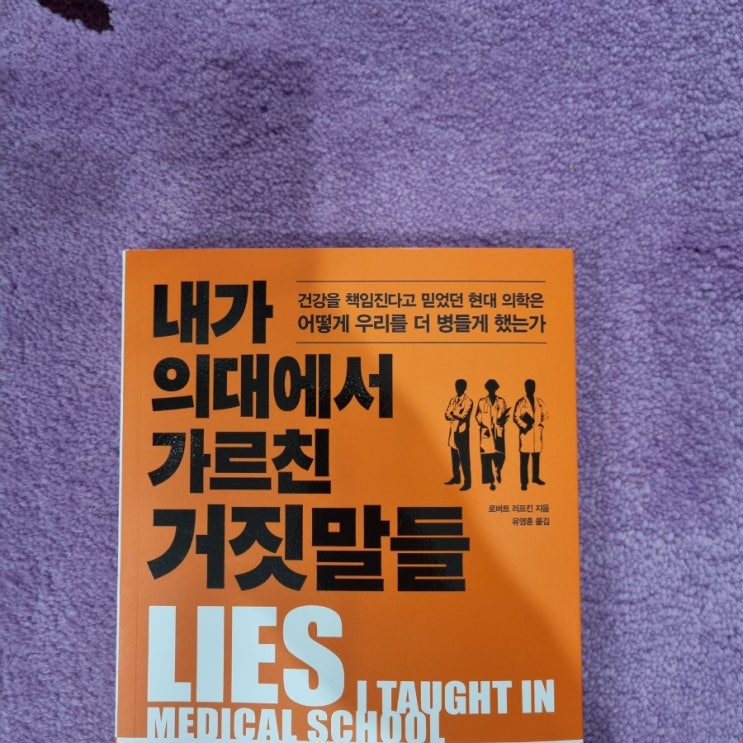 건강을 책임진다고 믿었던 현대 의학은
어떻게 우리를 더 병들게 했는가
내가
의대에서
가르친
거짓말들
로버트 러프킨 지음
유영훈 옮김
LIES
I TAUGHT IN
MEDICAL SCHOOL